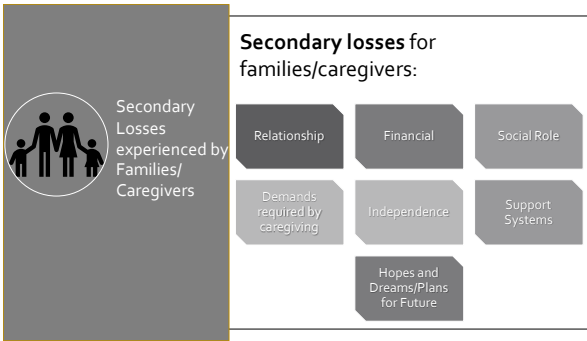 Secondary
Losses
experienced by
Families/
Caregivers
Secondary losses for
families/caregivers:
Relationship
Financial
Social Role
Demands
required by
caregiving
Independence
Support
Systems
Hopes and
Dreams/Plans
for Future